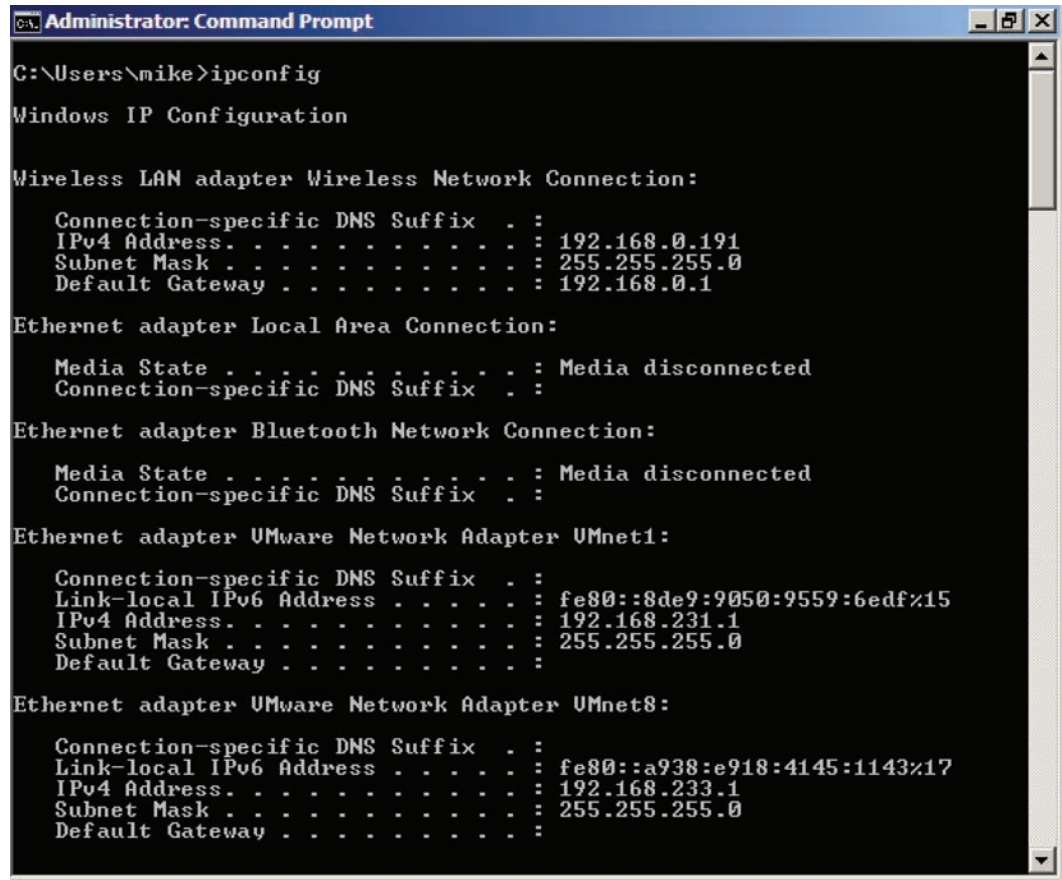 Administrator: Command Prompt
C:\Users\mike>ipconfig
Windows IP Configuration
Wireless LAN adapter Wireless Network Connection:
Connection-specific DNS Suffix . :
IPv4 Address. . . . . . . . . . . : 192.168.0.191
Subnet Mask . . . . . . . . . . . : 255.255.255.0
Default Gateway . . . . . . . . . : 192.168.0.1
Ethernet adapter Local Area Connection:
Media State . . . . . . . . . . . : Media disconnected
Connection-specific DNS Suffix . :
Ethernet adapter Bluetooth Network Connection:
Media State . . . . . . . . . . . : Media disconnected
Connection-specific DNS Suffix . :
Ethernet adapter VMware Network Adapter VMnet1:
Connection-specific DNS Suffix . :
Link-local IPv6 Address . . . . . : fe80::8de9:9050:9559:6edf%15
IPv4 Address. . . . . . . . . . . : 192.168.231.1
Subnet Mask . . . . . . . . . . . : 255.255.255.0
Default Gateway . . . . . . . . . :
Ethernet adapter VMware Network Adapter VMnet8:
Connection-specific DNS Suffix . :
Link-local IPv6 Address . . . . . : fe80::a938:e918:4145:1143%17
IPv4 Address. . . . . . . . . . . : 192.168.233.1
Subnet Mask . . . . . . . . . . . : 255.255.255.0
Default Gateway . . . . . . . . . :